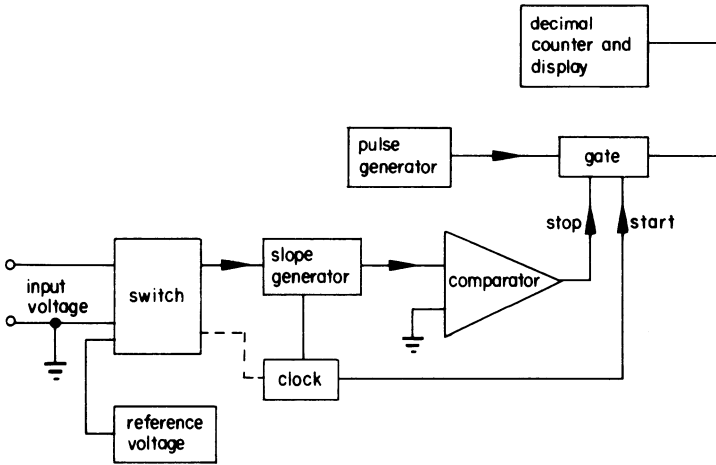 decimal
counter and
display
pulse
generator
gate
stop
start
slope
generator
comparator
input
voltage
switch
clock
reference
voltage